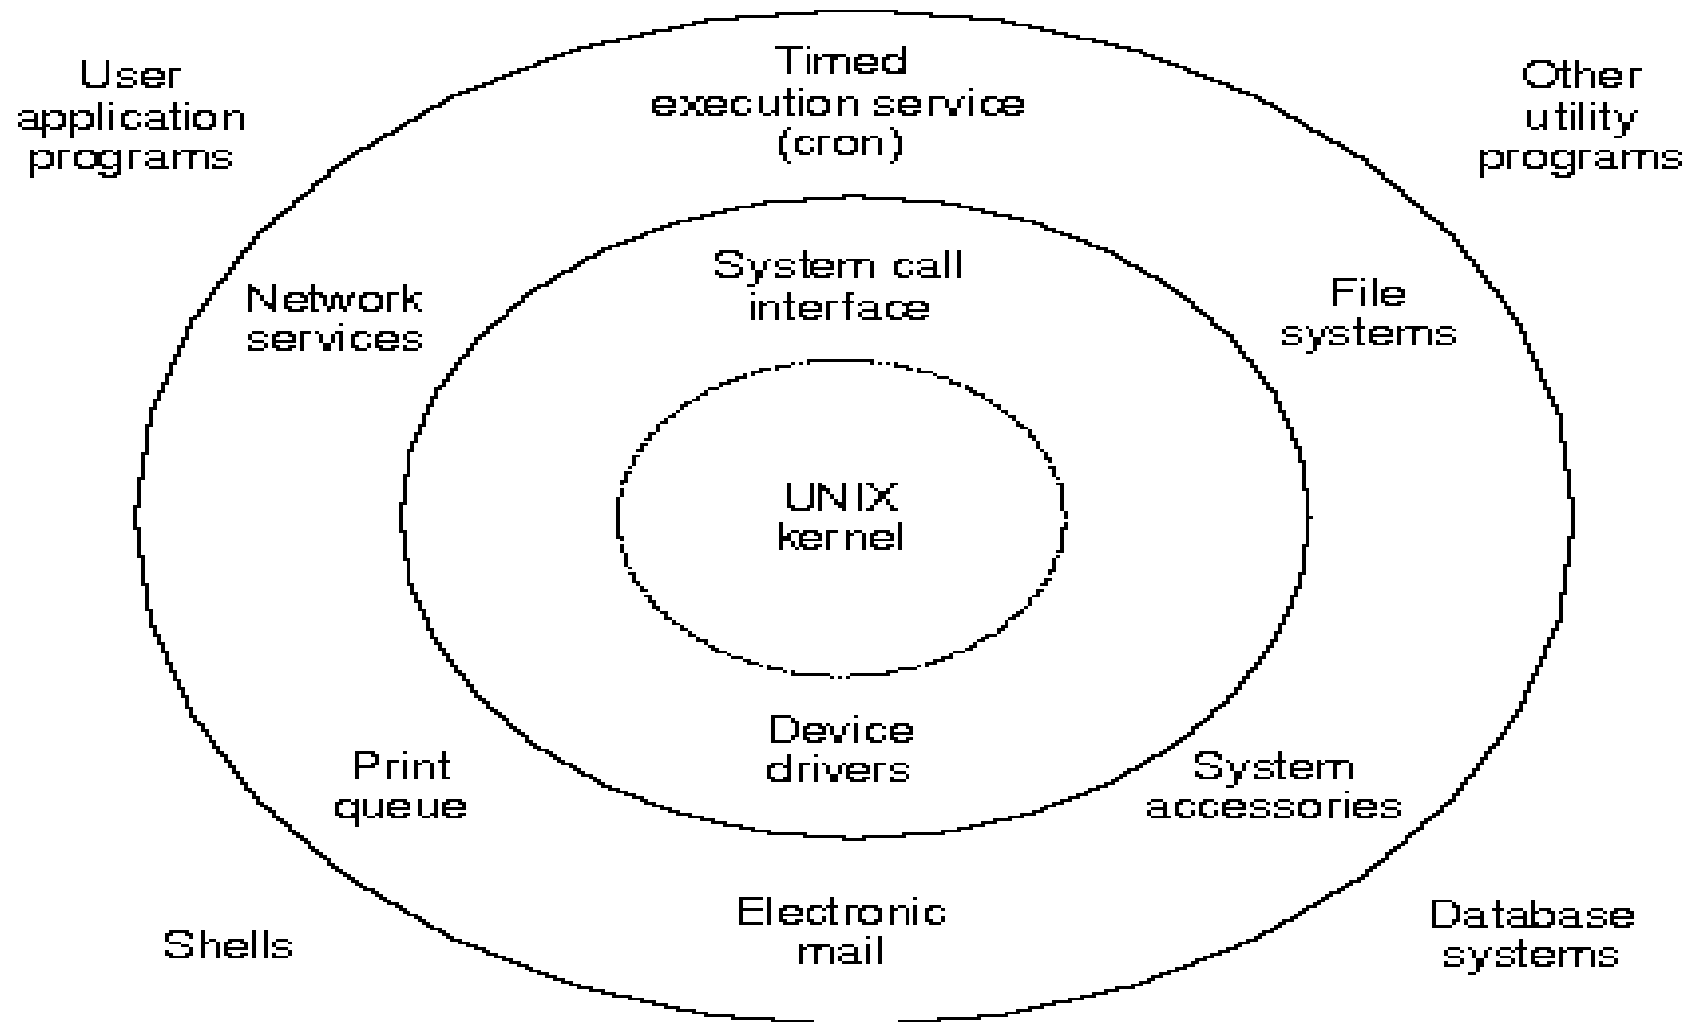 User
application
programs
Timed
execution service
(cron)
Other
utility
programs
Network
services
System call
interface
File
systems
UNIX
kernel
Print
queue
Device
drivers
System
accessories
Shells
Electronic
mail
Database
systems